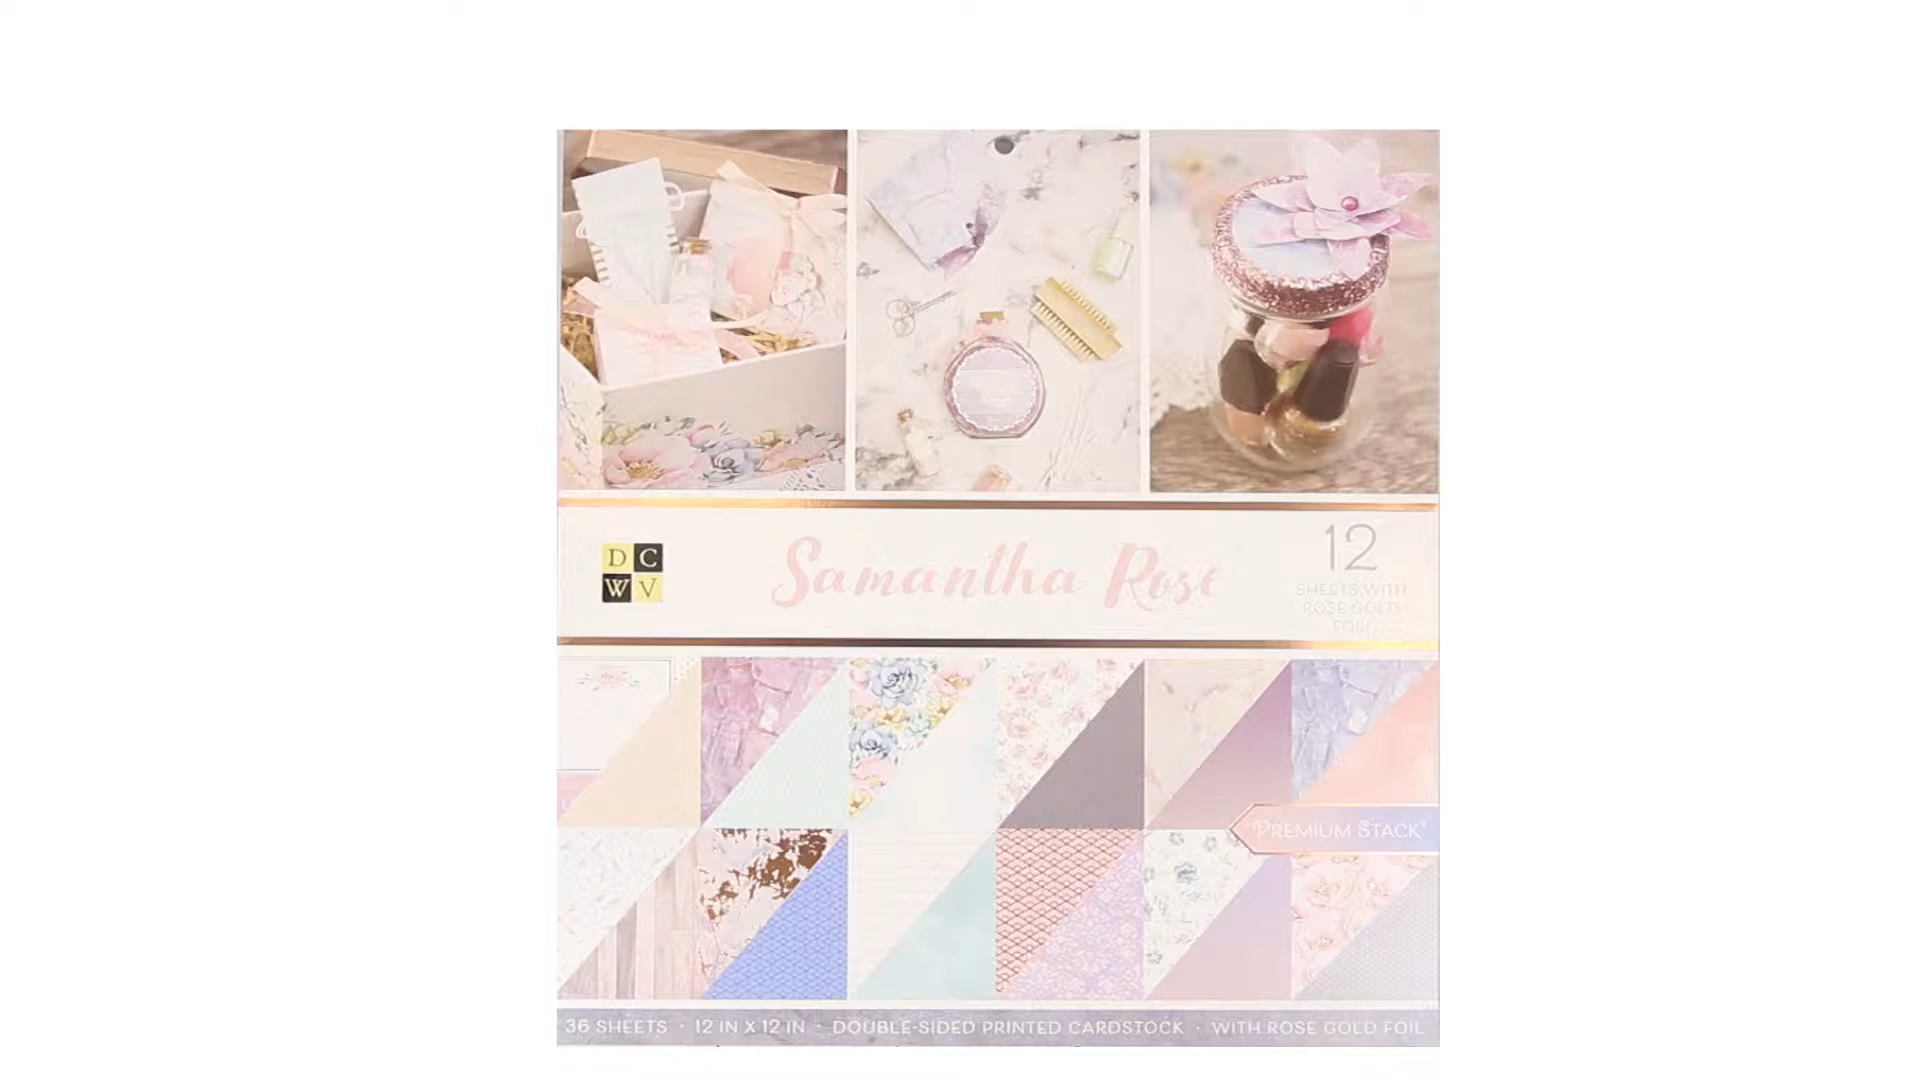 D C
W V
Samantha Rose
12
SHEETS WITH
ROSE GOLD
FOIL
PREMIUM STACK
36 SHEETS · 12 IN X 12 IN · DOUBLE-SIDED PRINTED CARDSTOCK · WITH ROSE GOLD FOIL